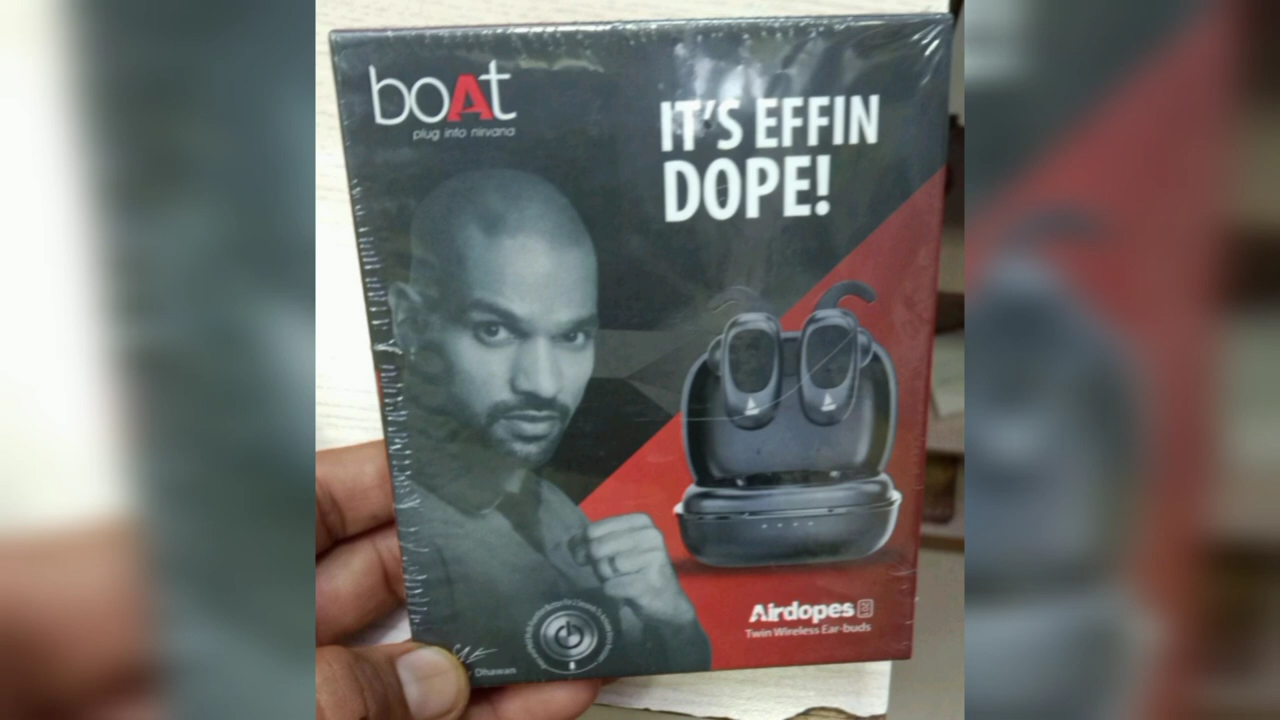 boAt
plug into nirvana
IT'S EFFIN
DOPE!
Airdopes
Twin Wireless Ear-buds
Dhawan